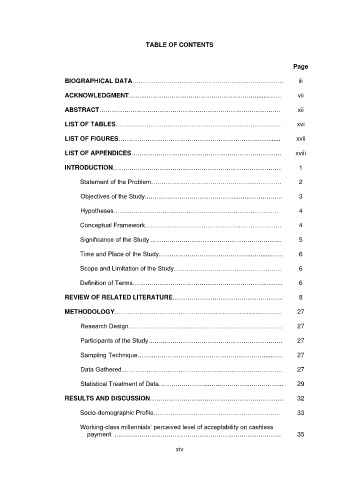 TABLE OF CONTENTS
Page
BIOGRAPHICAL DATA…………………………………………………………… iii
ACKNOWLEDGMENT…………………………………………………………… vii
ABSTRACT………………………………………………………………………… xii
LIST OF TABLES…………………………………………………………………… xvi
LIST OF FIGURES………………………………………………………………… xvii
LIST OF APPENDICES…………………………………………………………… xviii
INTRODUCTION…………………………………………………………………… 1
Statement of the Problem…………………………………………………… 2
Objectives of the Study……………………………………………………… 3
Hypotheses…………………………………………………………………… 4
Conceptual Framework……………………………………………………… 4
Significance of the Study …………………………………………………… 5
Time and Place of the Study………………………………………………… 6
Scope and Limitation of the Study…………………………………………… 6
Definition of Terms…………………………………………………………… 6
REVIEW OF RELATED LITERATURE…………………………………………… 8
METHODOLOGY…………………………………………………………………… 27
Research Design……………………………………………………………… 27
Participants of the Study……………………………………………………… 27
Sampling Technique…………………………………………………………… 27
Data Gathered………………………………………………………………… 27
Statistical Treatment of Data………………………………………………… 29
RESULTS AND DISCUSSION……………………………………………………… 32
Socio-demographic Profile…………………………………………………… 33
Working-class millennials’ perceived level of acceptability on cashless
payment …………………………………………………………………… 35
xiv